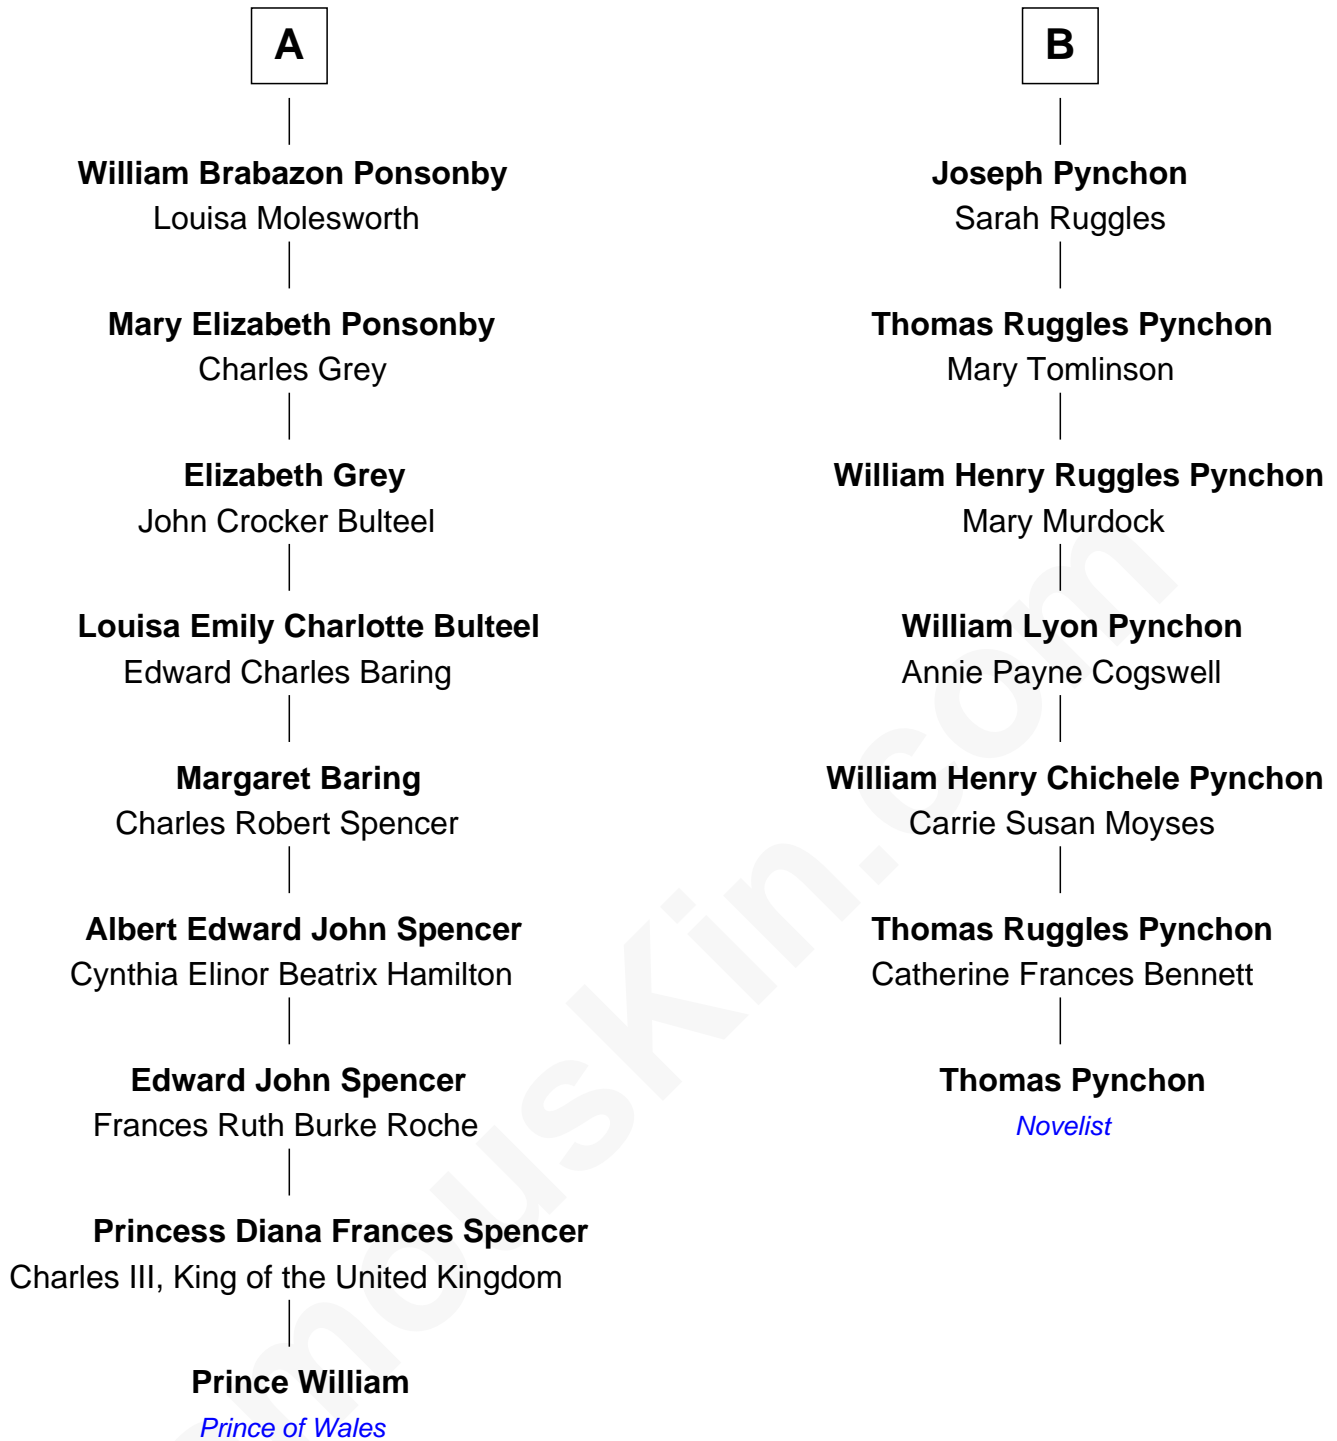 A
William Brabazon Ponsonby
Louisa Molesworth
Mary Elizabeth Ponsonby
Charles Grey
Elizabeth Grey
John Crocker Bulteel
Louisa Emily Charlotte Bulteel
Edward Charles Baring
Margaret Baring
Charles Robert Spencer
Albert Edward John Spencer
Cynthia Elinor Beatrix Hamilton
Edward John Spencer
Frances Ruth Burke Roche
Princess Diana Frances Spencer
Charles III, King of the United Kingdom
Prince William
Prince of Wales
B
Joseph Pynchon
Sarah Ruggles
Thomas Ruggles Pynchon
Mary Tomlinson
William Henry Ruggles Pynchon
Mary Murdock
William Lyon Pynchon
Annie Payne Cogswell
William Henry Chichele Pynchon
Carrie Susan Moyses
Thomas Ruggles Pynchon
Catherine Frances Bennett
Thomas Pynchon
Novelist
mousKin.com